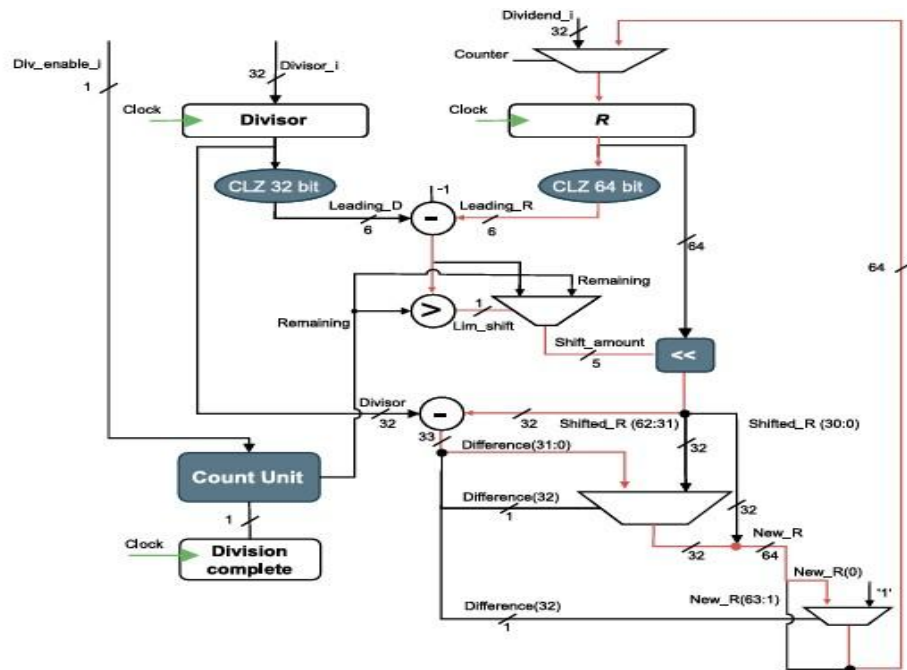 Dividend_i
32
Counter
Div_enable_i
1
32
Divisor_i
Clock
Divisor
Clock
R
CLZ 32 bit
CLZ 64 bit
-1
Leading_D
6
-
Leading_R
6
64
64
Remaining
Remaining
>
1
Lim_shift
Shift_amount
5
<<
Divisor
32
-
32
Shifted_R (62:31)
Shifted_R (30:0)
33
Difference(31:0)
32
Count Unit
Difference(32)
1
32
1
New_R
32
64
Clock
Division
complete
New_R(0)
'1'
New_R(63:1)
Difference(32)
1